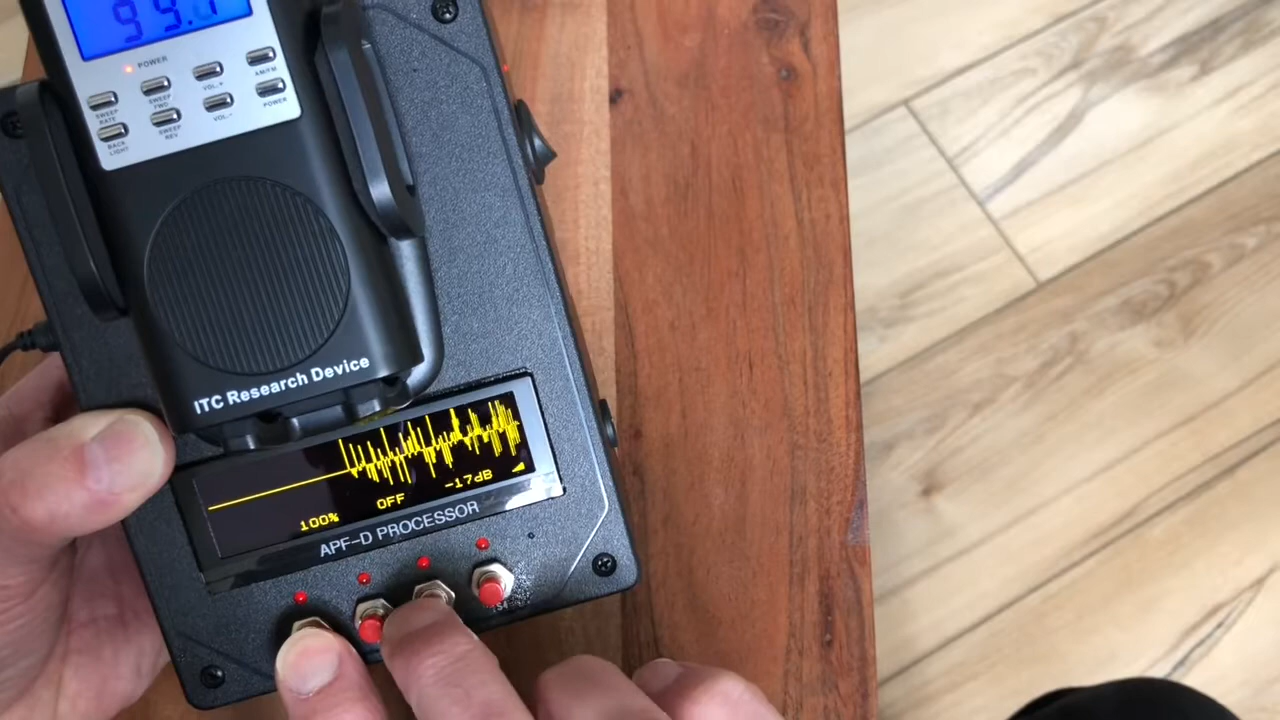 POWER
VOL.+
AM/FM
SWEEP FWD.
SWEEP RATE
VOL.-
POWER
SWEEP REV
BACK LIGHT
ITC Research Device
100% OFF -17dB
APF-D PROCESSOR